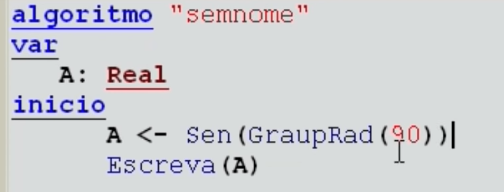 algoritmo "semnome"
var
A: Real
inicio
A <- Sen(GraupRad(90))
Escreva(A)